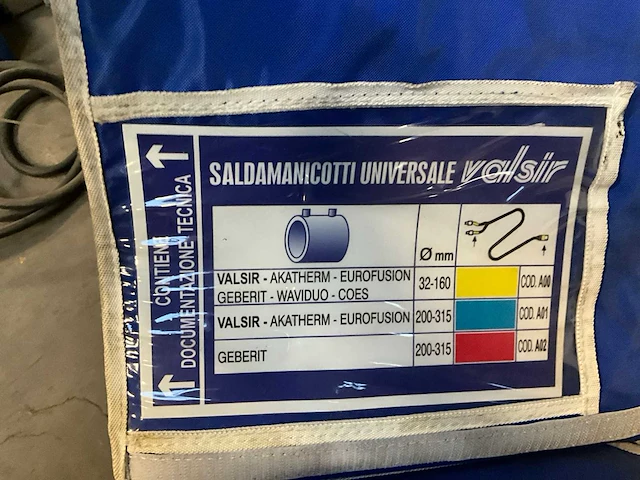 CONTIENE
DOCUMENTAZIONE TECNICA
SALDAMANICOTTI UNIVERSALE valsir
Ø mm
VALSIR - AKATHERM - EUROFUSION
GEBERIT - WAVIDUO - COES
32-160
COD. A00
VALSIR - AKATHERM - EUROFUSION
200-315
COD. A01
GEBERIT
200-315
COD. A02